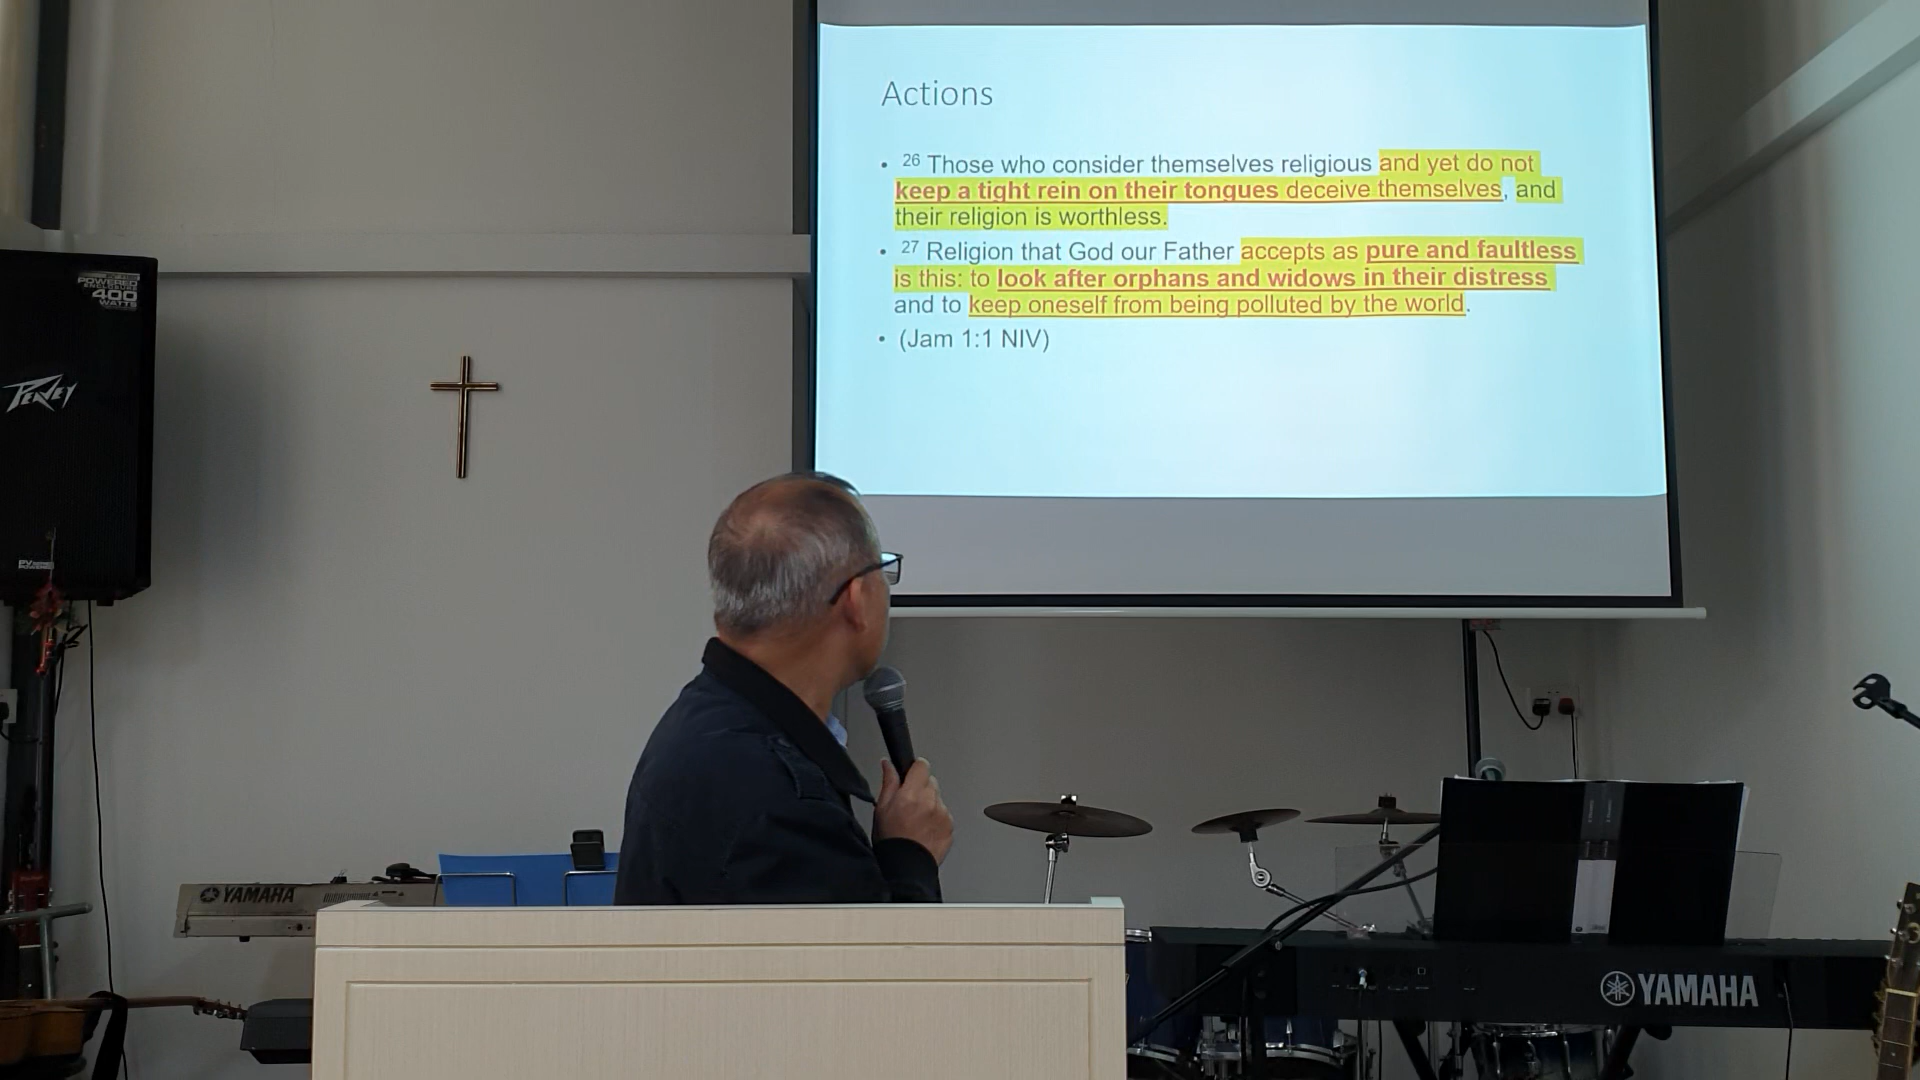 Actions
• 26 Those who consider themselves religious and yet do not
keep a tight rein on their tongues deceive themselves, and
their religion is worthless.
• 27 Religion that God our Father accepts as pure and faultless
is this: to look after orphans and widows in their distress
and to keep oneself from being polluted by the world.
• (Jam 1:1 NIV)
POWERED
400
WATTS
PEAVEY
YAMAHA
YAMAHA